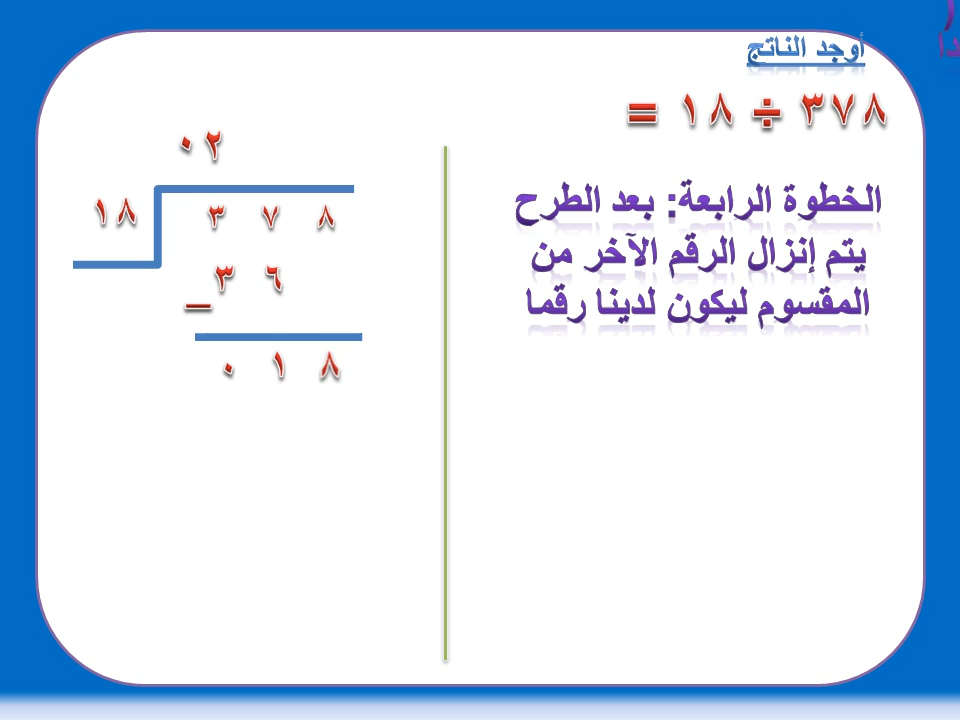 أوجد الناتج
٣٧٨ ÷ ١٨ =
الخطوة الرابعة: بعد الطرح
يتم إنزال الرقم الآخر من
المقسوم ليكون لدينا رقما
٠٢
١٨ ٣ ٧ ٨
_ ٣ ٦
٠ ١ ٨